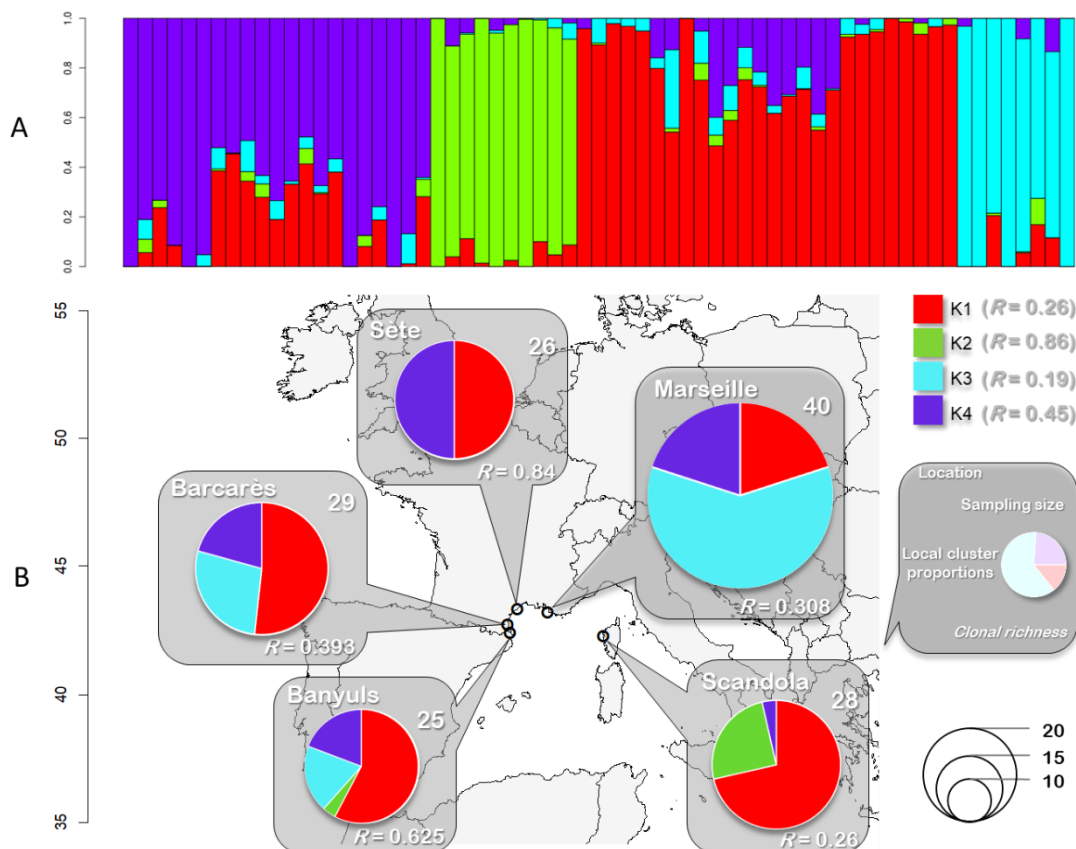 A
1.0
0.8
0.6
0.4
0.2
0.0
B
55
50
45
40
35
Sète
26
R = 0.84
Marseille
40
R = 0.308
Barcarès
29
R = 0.393
Banyuls
25
R = 0.625
Scandola
28
R = 0.26
K1 (R = 0.26)
K2 (R = 0.86)
K3 (R = 0.19)
K4 (R = 0.45)
Location
Sampling size
Local cluster
proportions
Clonal richness
20
15
10